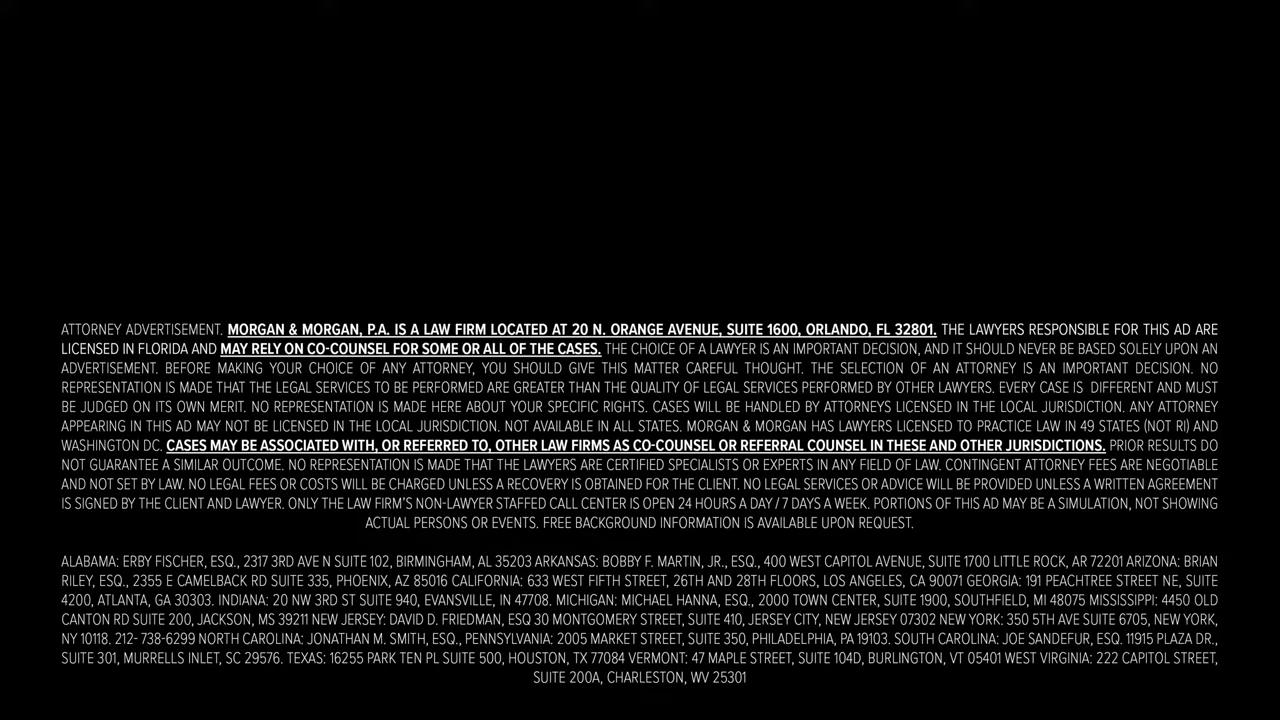 ATTORNEY ADVERTISEMENT. MORGAN & MORGAN, P.A. IS A LAW FIRM LOCATED AT 20 N. ORANGE AVENUE, SUITE 1600, ORLANDO, FL 32801. THE LAWYERS RESPONSIBLE FOR THIS AD ARE
LICENSED IN FLORIDA AND MAY RELY ON CO-COUNSEL FOR SOME OR ALL OF THE CASES. THE CHOICE OF A LAWYER IS AN IMPORTANT DECISION, AND IT SHOULD NEVER BE BASED SOLELY UPON AN
ADVERTISEMENT. BEFORE MAKING YOUR CHOICE OF ANY ATTORNEY, YOU SHOULD GIVE THIS MATTER CAREFUL THOUGHT. THE SELECTION OF AN ATTORNEY IS AN IMPORTANT DECISION. NO
REPRESENTATION IS MADE THAT THE LEGAL SERVICES TO BE PERFORMED ARE GREATER THAN THE QUALITY OF LEGAL SERVICES PERFORMED BY OTHER LAWYERS. EVERY CASE IS DIFFERENT AND MUST
BE JUDGED ON ITS OWN MERIT. NO REPRESENTATION IS MADE HERE ABOUT YOUR SPECIFIC RIGHTS. CASES WILL BE HANDLED BY ATTORNEYS LICENSED IN THE LOCAL JURISDICTION. ANY ATTORNEY
APPEARING IN THIS AD MAY NOT BE LICENSED IN THE LOCAL JURISDICTION. NOT AVAILABLE IN ALL STATES. MORGAN & MORGAN HAS LAWYERS LICENSED TO PRACTICE LAW IN 49 STATES (NOT RI) AND
WASHINGTON DC. CASES MAY BE ASSOCIATED WITH, OR REFERRED TO, OTHER LAW FIRMS AS CO-COUNSEL OR REFERRAL COUNSEL IN THESE AND OTHER JURISDICTIONS. PRIOR RESULTS DO
NOT GUARANTEE A SIMILAR OUTCOME. NO REPRESENTATION IS MADE THAT THE LAWYERS ARE CERTIFIED SPECIALISTS OR EXPERTS IN ANY FIELD OF LAW. CONTINGENT ATTORNEY FEES ARE NEGOTIABLE
AND NOT SET BY LAW. NO LEGAL FEES OR COSTS WILL BE CHARGED UNLESS A RECOVERY IS OBTAINED FOR THE CLIENT. NO LEGAL SERVICES OR ADVICE WILL BE PROVIDED UNLESS A WRITTEN AGREEMENT
IS SIGNED BY THE CLIENT AND LAWYER. ONLY THE LAW FIRM'S NON-LAWYER STAFFED CALL CENTER IS OPEN 24 HOURS A DAY / 7 DAYS A WEEK. PORTIONS OF THIS AD MAY BE A SIMULATION, NOT SHOWING
ACTUAL PERSONS OR EVENTS. FREE BACKGROUND INFORMATION IS AVAILABLE UPON REQUEST.
ALABAMA: ERBY FISCHER, ESQ., 2317 3RD AVE N SUITE 102, BIRMINGHAM, AL 35203 ARKANSAS: BOBBY F. MARTIN, JR., ESQ., 400 WEST CAPITOL AVENUE, SUITE 1700 LITTLE ROCK, AR 72201 ARIZONA: BRIAN
RILEY, ESQ., 2355 E CAMELBACK RD SUITE 335, PHOENIX, AZ 85016 CALIFORNIA: 633 WEST FIFTH STREET, 26TH AND 28TH FLOORS, LOS ANGELES, CA 90071 GEORGIA: 191 PEACHTREE STREET NE, SUITE
4200, ATLANTA, GA 30303. INDIANA: 20 NW 3RD ST SUITE 940, EVANSVILLE, IN 47708. MICHIGAN: MICHAEL HANNA, ESQ., 2000 TOWN CENTER, SUITE 1900, SOUTHFIELD, MI 48075 MISSISSIPPI: 4450 OLD
CANTON RD SUITE 200, JACKSON, MS 39211 NEW JERSEY: DAVID D. FRIEDMAN, ESQ 30 MONTGOMERY STREET, SUITE 410, JERSEY CITY, NEW JERSEY 07302 NEW YORK: 350 5TH AVE SUITE 6705, NEW YORK,
NY 10118. 212- 738-6299 NORTH CAROLINA: JONATHAN M. SMITH, ESQ., PENNSYLVANIA: 2005 MARKET STREET, SUITE 350, PHILADELPHIA, PA 19103. SOUTH CAROLINA: JOE SANDEFUR, ESQ. 11915 PLAZA DR.,
SUITE 301, MURRELLS INLET, SC 29576. TEXAS: 16255 PARK TEN PL SUITE 500, HOUSTON, TX 77084 VERMONT: 47 MAPLE STREET, SUITE 104D, BURLINGTON, VT 05401 WEST VIRGINIA: 222 CAPITOL STREET,
SUITE 200A, CHARLESTON, WV 25301